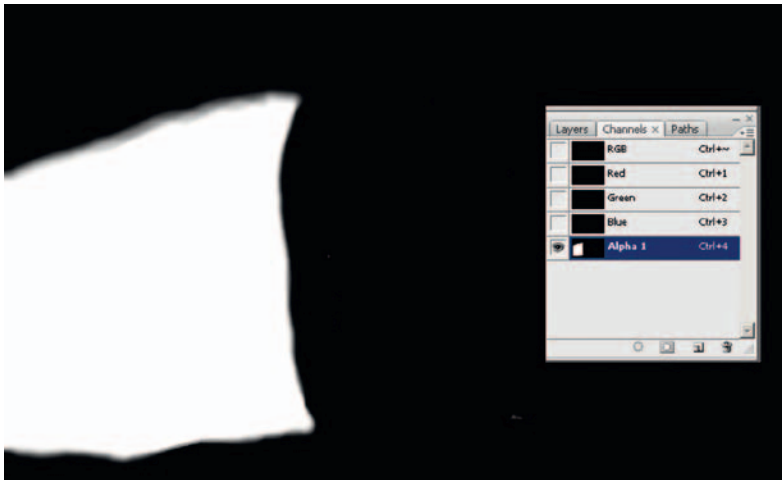 Layers Channels × Paths
RGB Ctrl+~
Red Ctrl+1
Green Ctrl+2
Blue Ctrl+3
Alpha 1 Ctrl+4